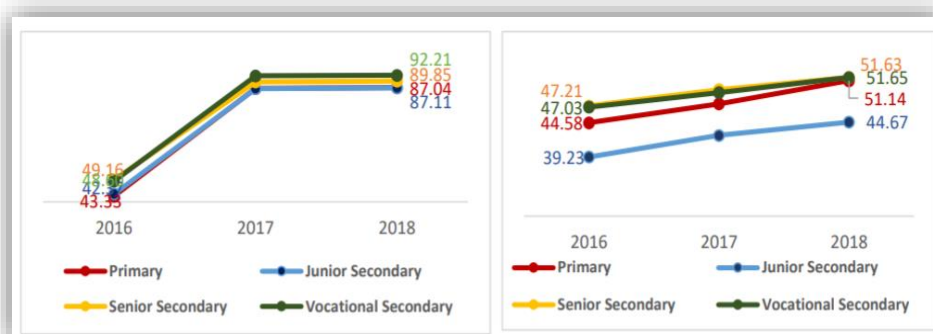 92.21
89.85
87.04
87.11
49.16
43.33
2016 2017 2018
Primary Junior Secondary
Senior Secondary Vocational Secondary
51.63
51.65
51.14
44.67
47.21
47.03
44.58
39.23
2016 2017 2018
Primary Junior Secondary
Senior Secondary Vocational Secondary